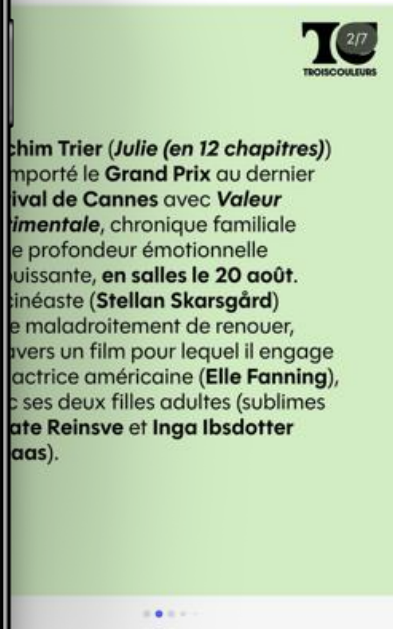 2/7
TROISCOULEURS
chim Trier (Julie (en 12 chapitres))
mporté le Grand Prix au dernier
ival de Cannes avec Valeur
timentale, chronique familiale
e profondeur émotionnelle
puissante, en salles le 20 août.
cinéaste (Stellan Skarsgård)
e maladroitement de renouer,
avers un film pour lequel il engage
actrice américaine (Elle Fanning),
c ses deux filles adultes (sublimes
ate Reinsve et Inga Ibsdotter
aas).